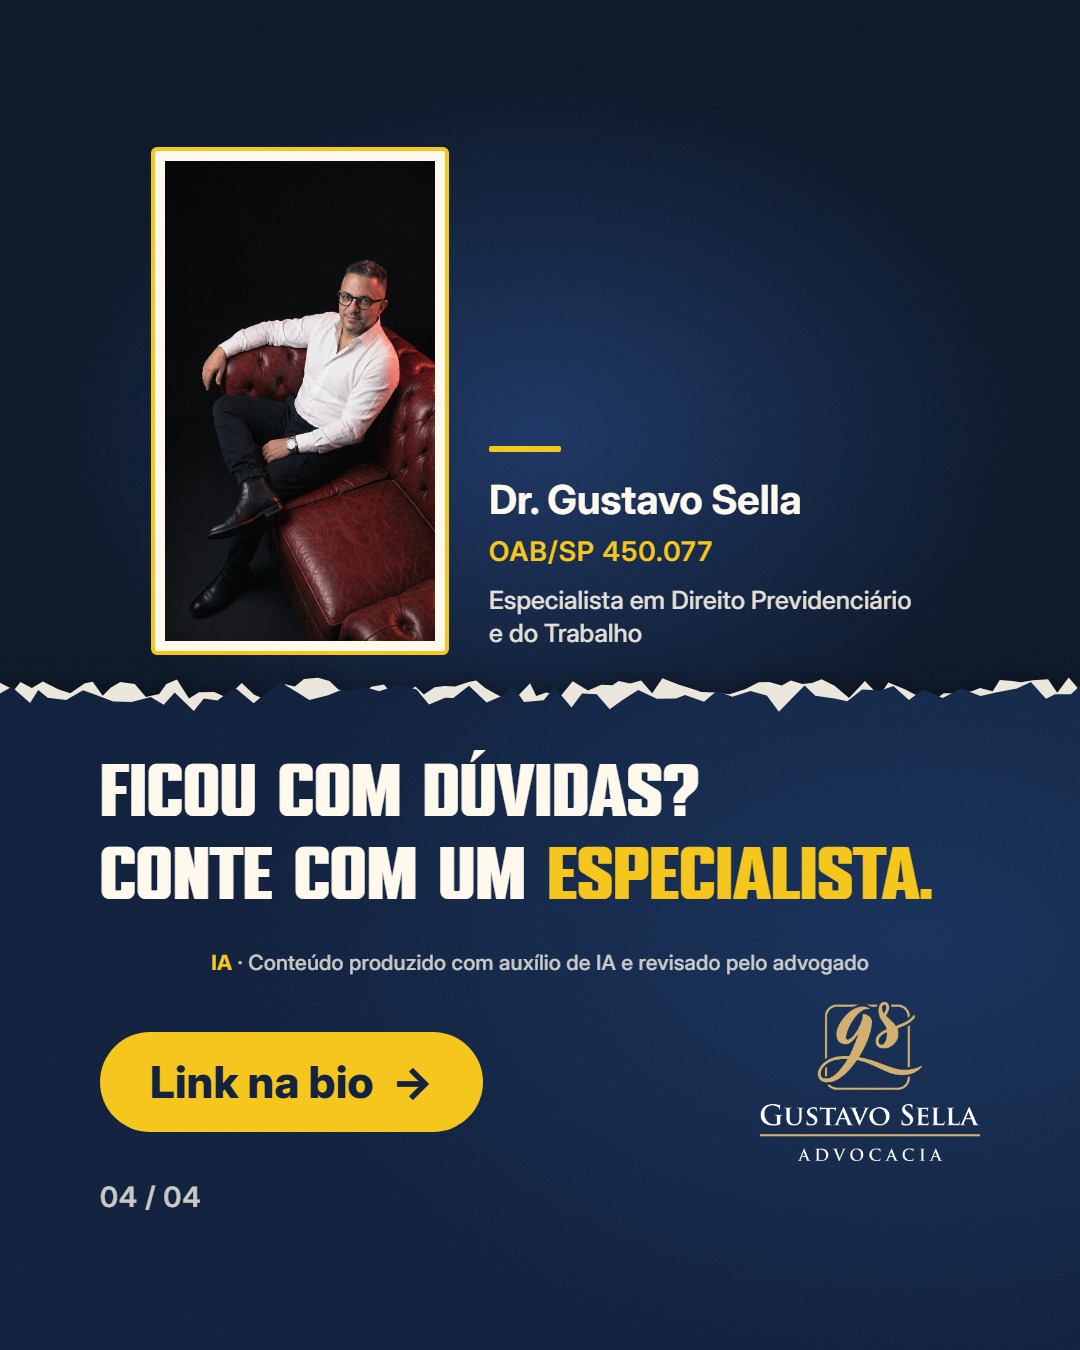 Dr. Gustavo Sella
OAB/SP 450.077
Especialista em Direito Previdenciário
e do Trabalho
FICOU COM DÚVIDAS?
CONTE COM UM ESPECIALISTA.
IA · Conteúdo produzido com auxílio de IA e revisado pelo advogado
gs
Link na bio →
GUSTAVO SELLA
ADVOCACIA
04 / 04